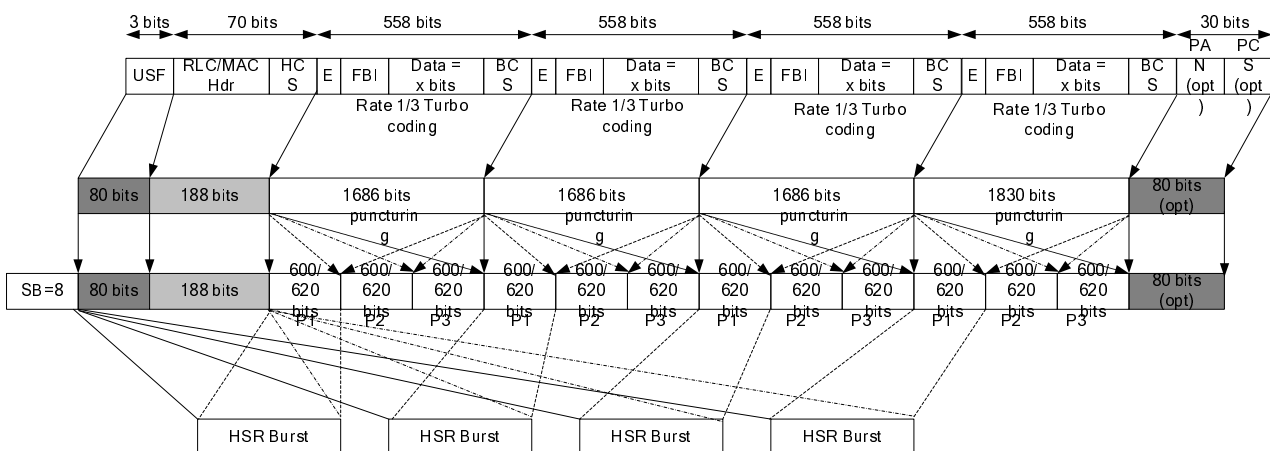 3 bits 70 bits 558 bits 558 bits 558 bits 558 bits 30 bits
USF
RLC/MAC
Hdr
HC
S
E
FBI
Data =
x bits
BC
S
E
FBI
Data =
x bits
BC
S
E
FBI
Data =
x bits
BC
S
E
FBI
Data =
x bits
BC
S
PA
N
(opt
)
PC
S
(opt
)
Rate 1/3 Turbo
coding
Rate 1/3 Turbo
coding
Rate 1/3 Turbo
coding
Rate 1/3 Turbo
coding
80 bits
188 bits
1686 bits
puncturin
g
1686 bits
puncturin
g
1686 bits
puncturin
g
1830 bits
puncturin
g
80 bits
(opt)
SB=8
80 bits
188 bits
600/
620
bits
P1
600/
620
bits
P2
600/
620
bits
P3
600/
620
bits
P1
600/
620
bits
P2
600/
620
bits
P3
600/
620
bits
P1
600/
620
bits
P2
600/
620
bits
P3
600/
620
bits
P1
600/
620
bits
P2
600/
620
bits
P3
80 bits
(opt)
HSR Burst HSR Burst HSR Burst HSR Burst